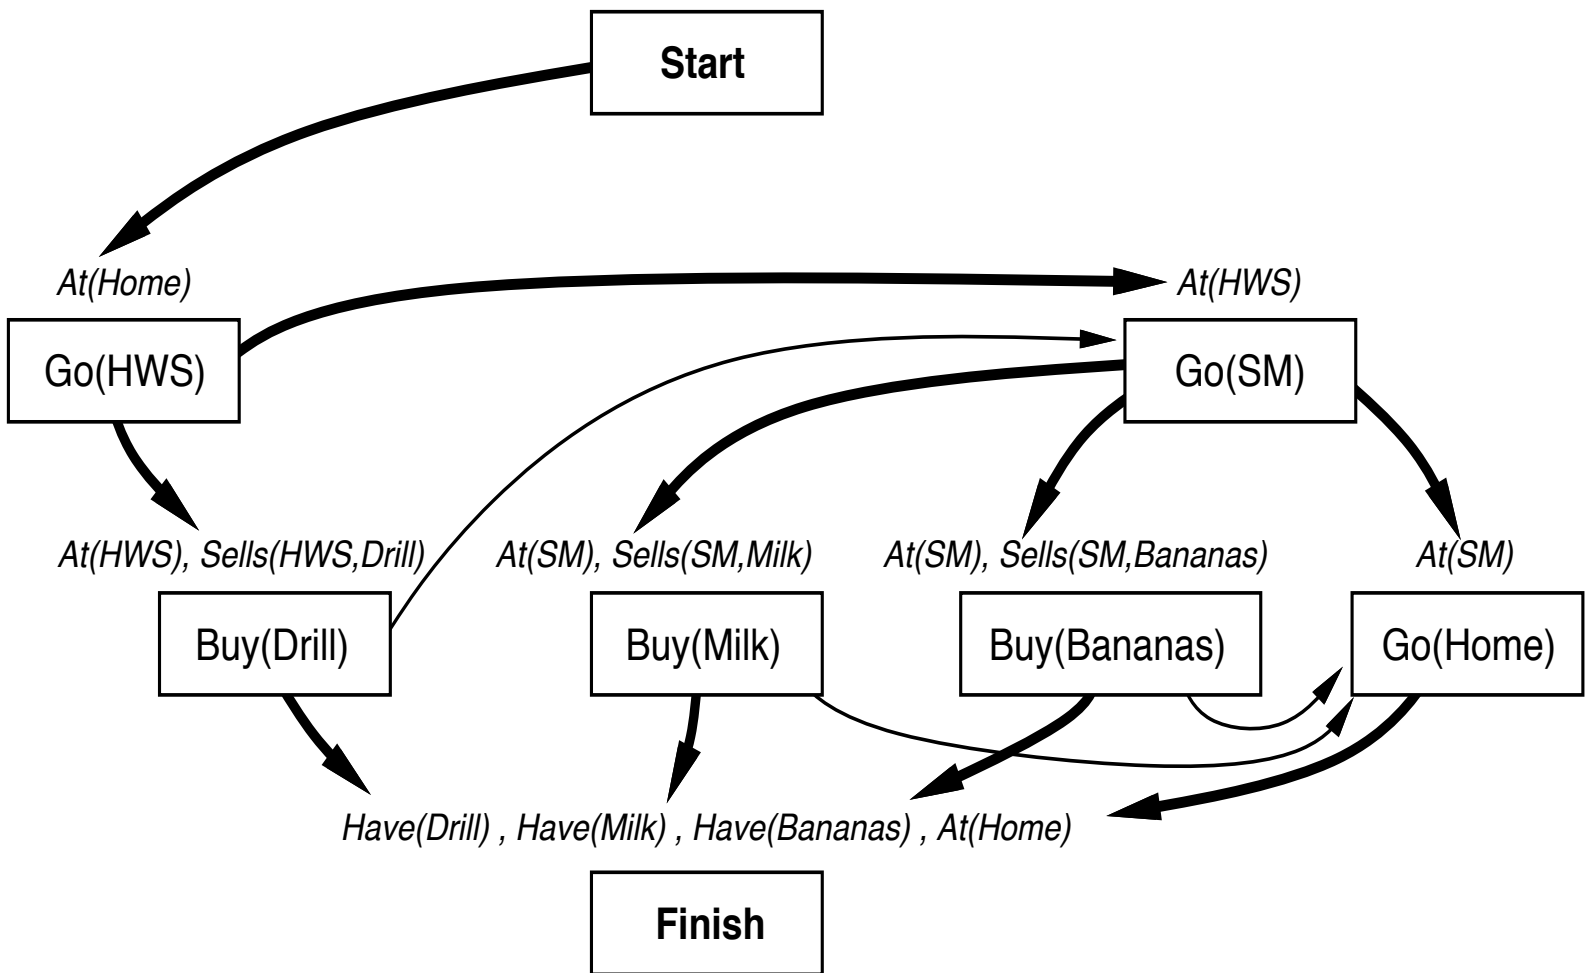 Start
At(Home)
At(HWS)
Go(HWS)
Go(SM)
At(HWS), Sells(HWS,Drill)
At(SM), Sells(SM,Milk)
At(SM), Sells(SM,Bananas)
At(SM)
Buy(Drill)
Buy(Milk)
Buy(Bananas)
Go(Home)
Have(Drill) , Have(Milk) , Have(Bananas) , At(Home)
Finish